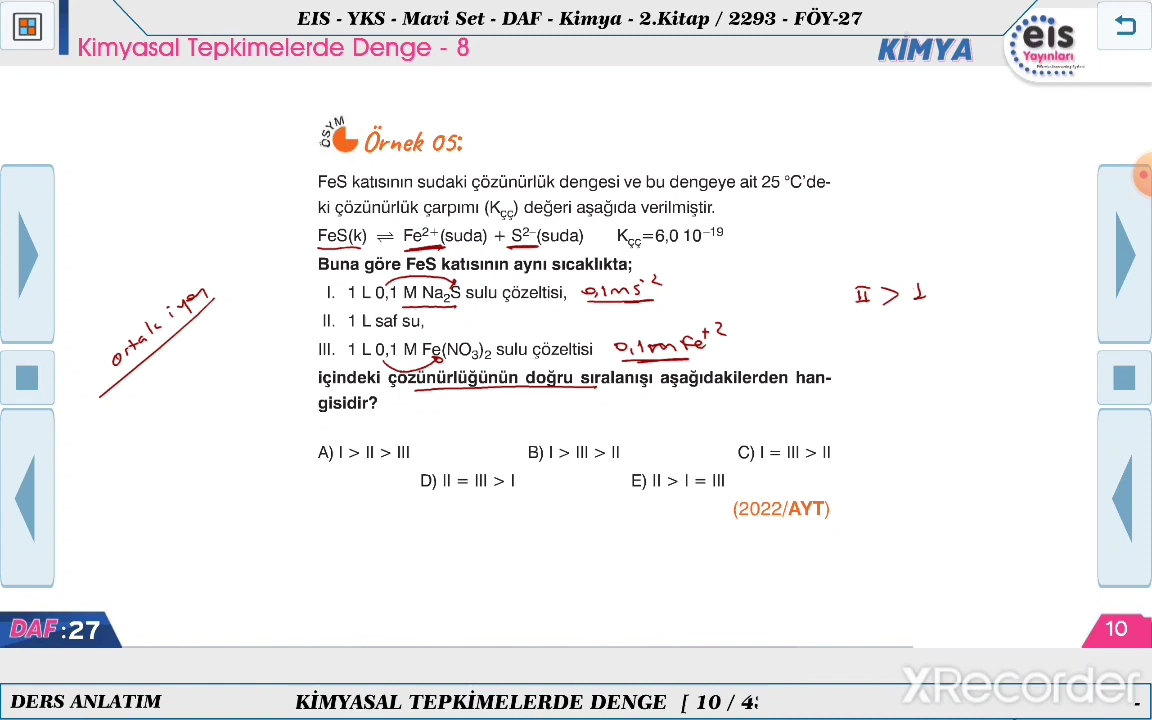 EIS - YKS - Mavi Set - DAF - Kimya - 2.Kitap / 2293 - FÖY-27
Kimyasal Tepkimelerde Denge - 8
KİMYA
eis
Yayınları
ÖSYM
Örnek 05:
FeS katısının sudaki çözünürlük dengesi ve bu dengeye ait 25 °C'de-
ki çözünürlük çarpımı (Kçç) değeri aşağıda verilmiştir.
FeS(k) ⇌ Fe²⁺(suda) + S²⁻(suda) Kçç=6,0 10⁻¹⁹
Buna göre FeS katısının aynı sıcaklıkta;
I. 1 L 0,1 M Na₂S sulu çözeltisi, 0,1 M S⁻²
II > I
II. 1 L saf su,
ortak iyon
III. 1 L 0,1 M Fe(NO₃)₂ sulu çözeltisi 0,1 M Fe⁺²
içindeki çözünürlüğünün doğru sıralanışı aşağıdakilerden han-
gisidir?
A) I > II > III B) I > III > II C) I = III > II
D) II = III > I E) II > I = III
(2022/AYT)
DAF:27
10
XRecorder
DERS ANLATIM KİMYASAL TEPKİMELERDE DENGE [ 10 / 4 -